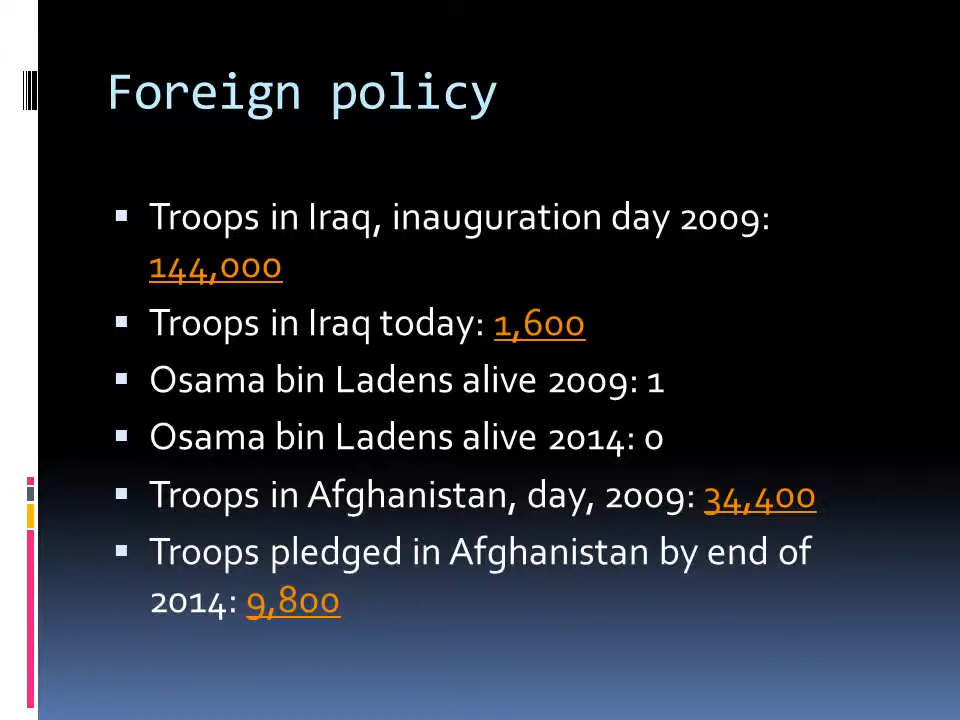 Foreign policy
▪ Troops in Iraq, inauguration day 2009:
144,000
▪ Troops in Iraq today: 1,600
▪ Osama bin Ladens alive 2009: 1
▪ Osama bin Ladens alive 2014: 0
▪ Troops in Afghanistan, day, 2009: 34,400
▪ Troops pledged in Afghanistan by end of
2014: 9,800